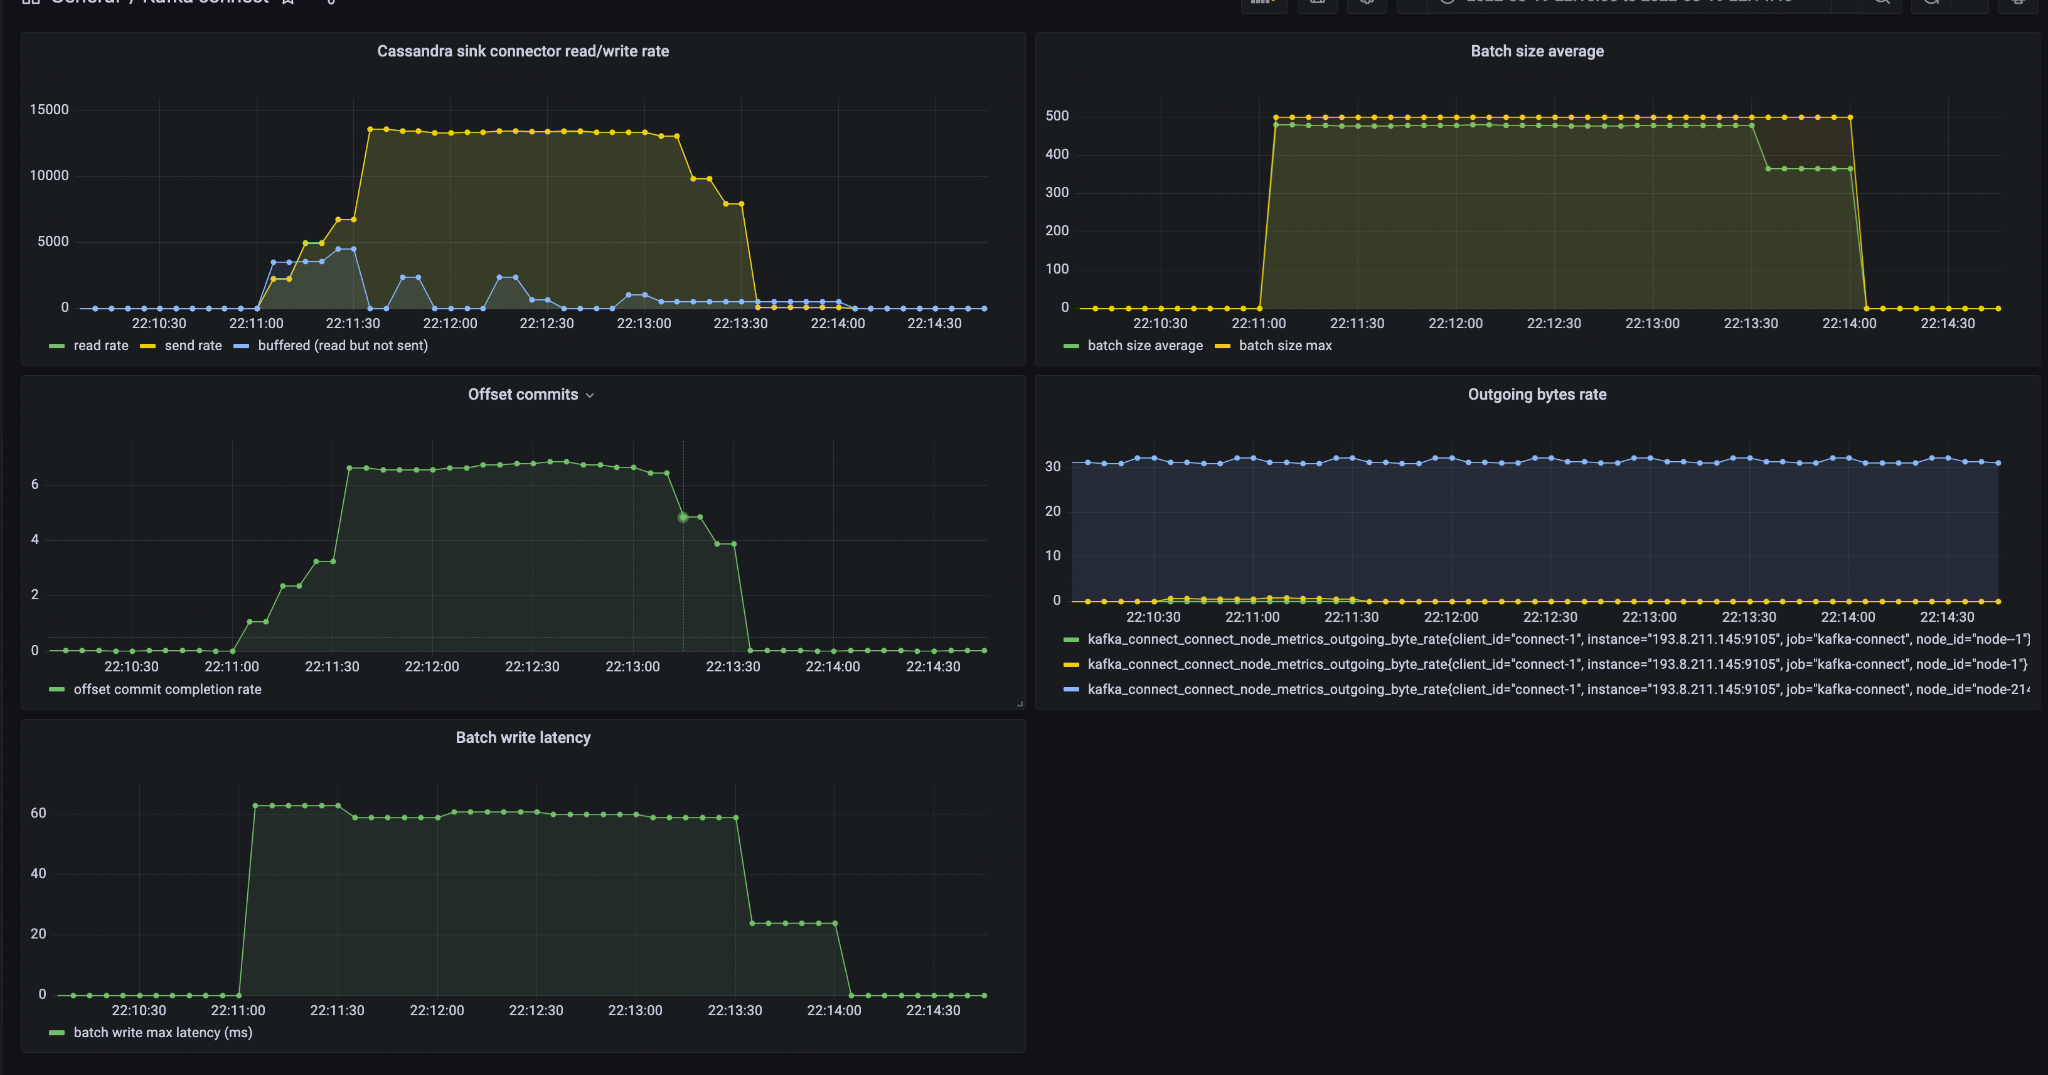 General / Kafka connect
Cassandra sink connector read/write rate
15000
10000
5000
0
22:10:30 22:11:00 22:11:30 22:12:00 22:12:30 22:13:00 22:13:30 22:14:00 22:14:30
read rate send rate buffered (read but not sent)
Batch size average
500
400
300
200
100
0
22:10:30 22:11:00 22:11:30 22:12:00 22:12:30 22:13:00 22:13:30 22:14:00 22:14:30
batch size average batch size max
Offset commits
6
4
2
0
22:10:30 22:11:00 22:11:30 22:12:00 22:12:30 22:13:00 22:13:30 22:14:00 22:14:30
offset commit completion rate
Outgoing bytes rate
30
20
10
0
22:10:30 22:11:00 22:11:30 22:12:00 22:12:30 22:13:00 22:13:30 22:14:00 22:14:30
kafka_connect_connect_node_metrics_outgoing_byte_rate{client_id="connect-1", instance="193.8.211.145:9105", job="kafka-connect", node_id="node--1"}
kafka_connect_connect_node_metrics_outgoing_byte_rate{client_id="connect-1", instance="193.8.211.145:9105", job="kafka-connect", node_id="node-1"}
kafka_connect_connect_node_metrics_outgoing_byte_rate{client_id="connect-1", instance="193.8.211.145:9105", job="kafka-connect", node_id="node-214
Batch write latency
60
40
20
0
22:10:30 22:11:00 22:11:30 22:12:00 22:12:30 22:13:00 22:13:30 22:14:00 22:14:30
batch write max latency (ms)